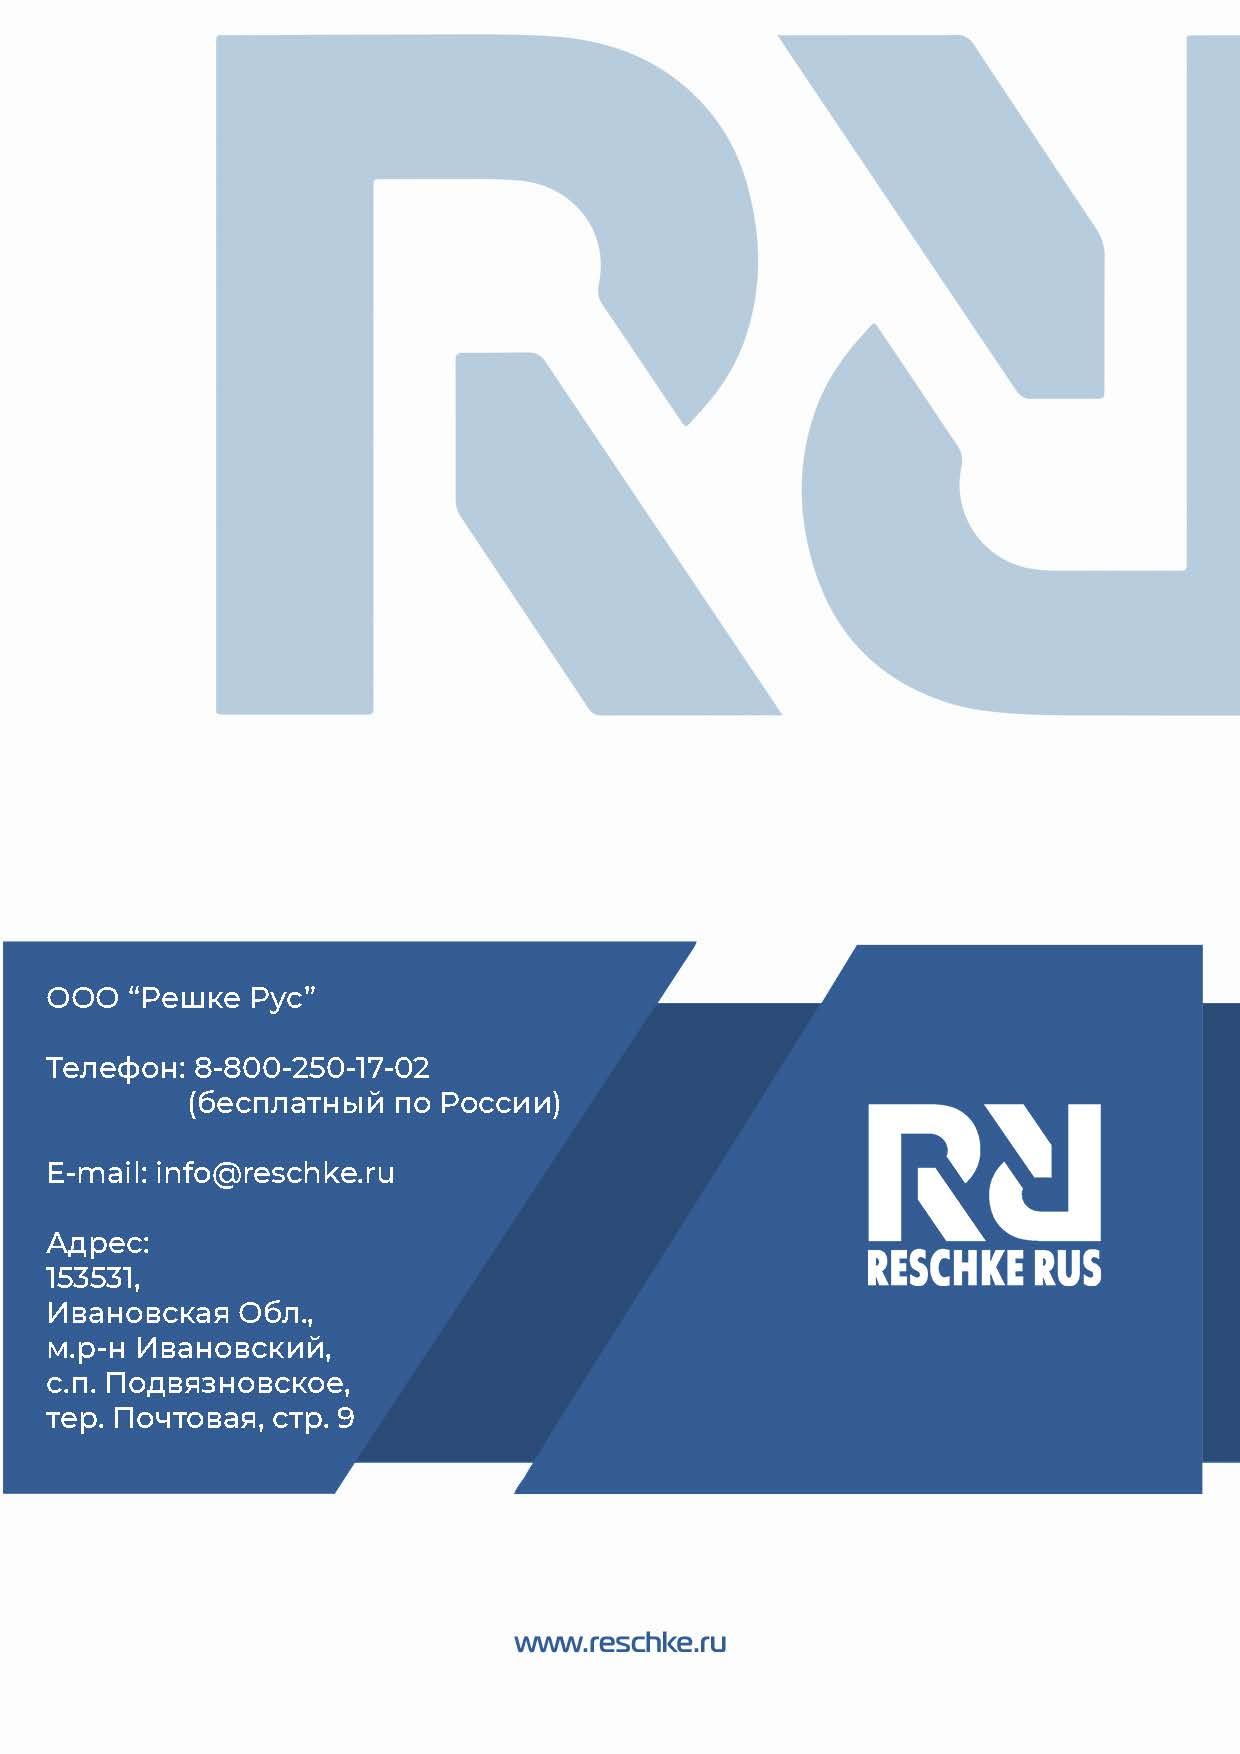 ООО “Решке Рус”
Телефон: 8-800-250-17-02
(бесплатный по России)
E-mail: info@reschke.ru
Адрес:
153531,
Ивановская Обл.,
м.р-н Ивановский,
с.п. Подвязновское,
тер. Почтовая, стр. 9
RESCHKE RUS
www.reschke.ru